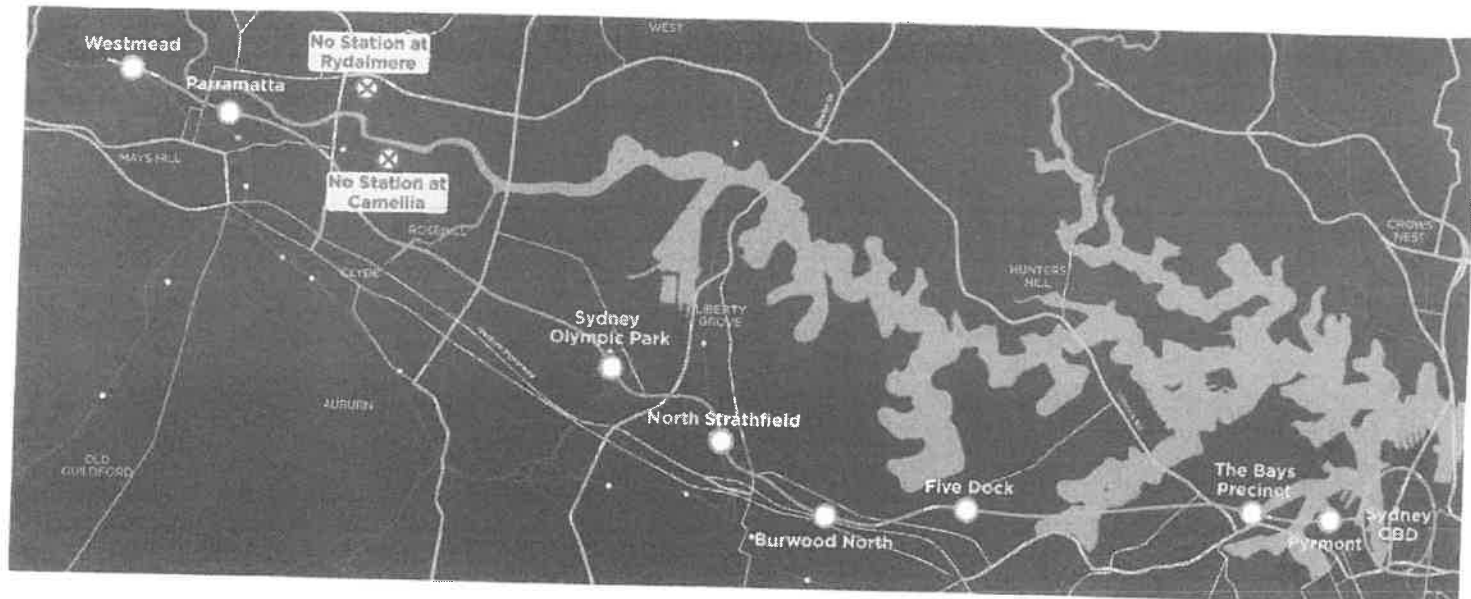 Westmead
No Station at
Rydalmere
WEST
Parramatta
MAYS HILL
No Station at
Camellia
ROSEHILL
CLYDE
CROWS
NEST
HUNTERS
HILL
LIBERTY
GROVE
Sydney
Olympic Park
AUBURN
North Strathfield
OLD
GUILDFORD
Five Dock
The Bays
Precinct
Burwood North
Pyrmont
Sydney
CBD